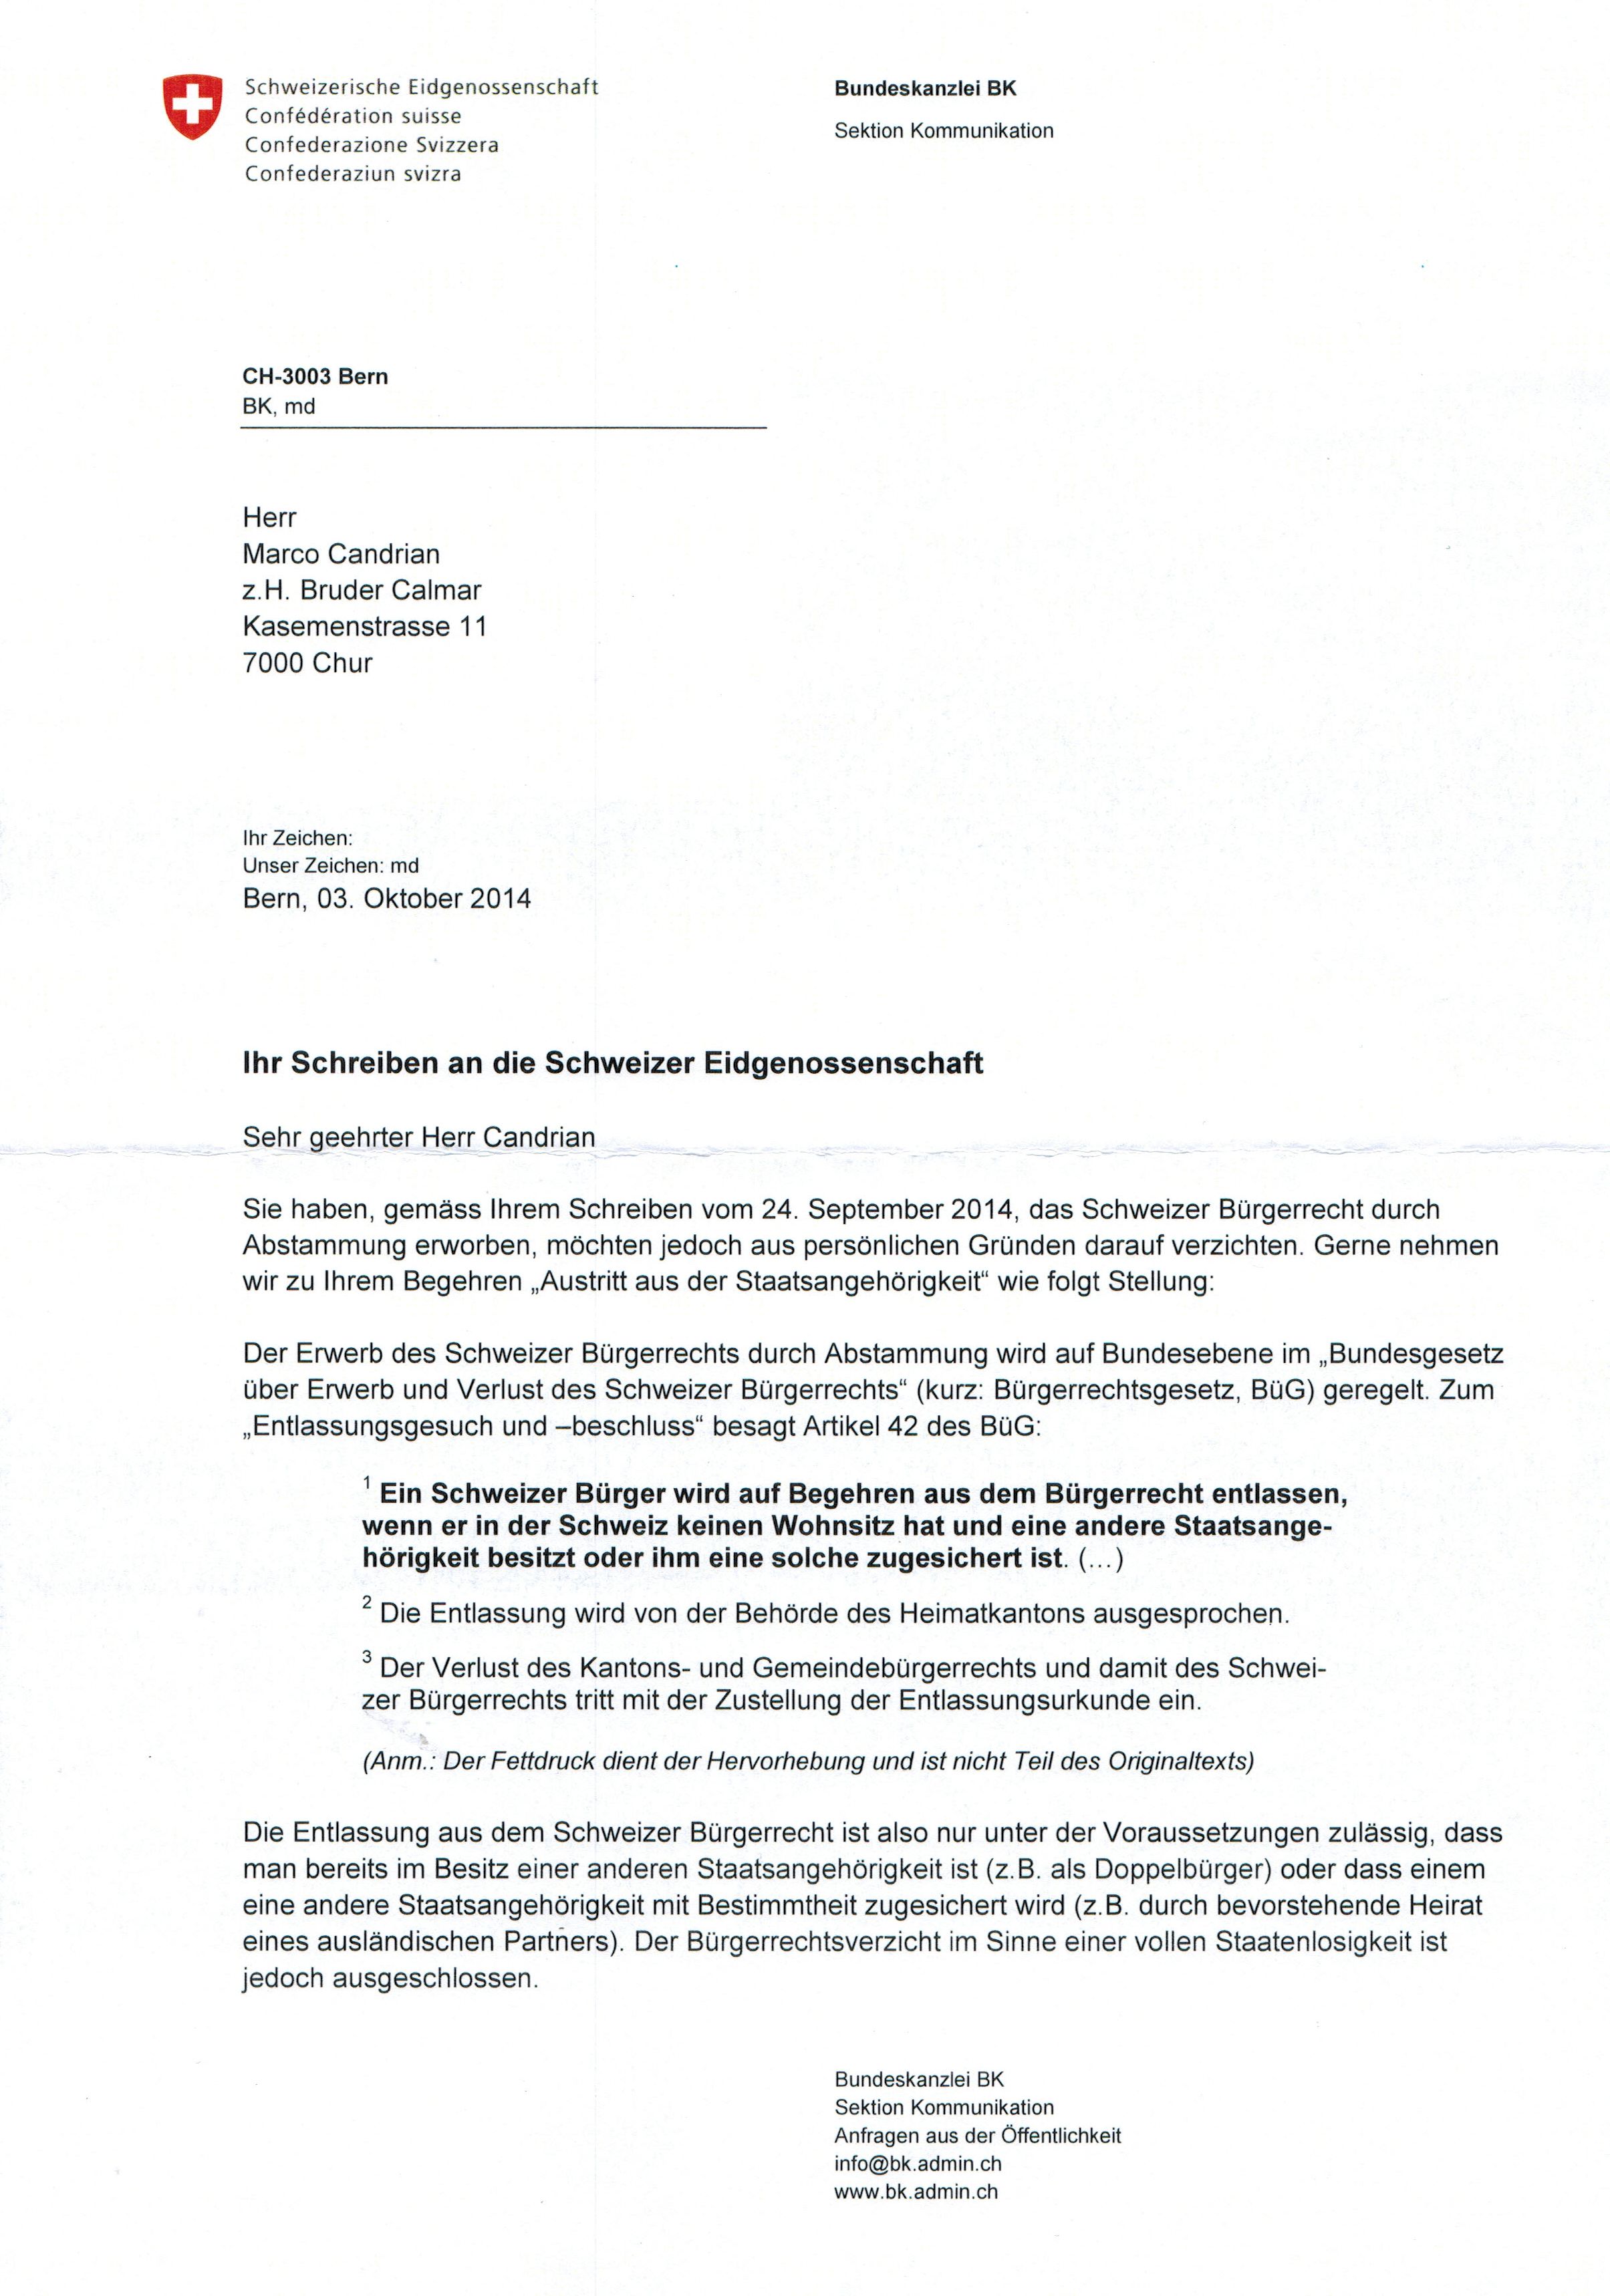 Schweizerische Eidgenossenschaft
Confédération suisse
Confederazione Svizzera
Confederaziun svizra
Bundeskanzlei BK
Sektion Kommunikation
CH-3003 Bern
BK, md
Herr
Marco Candrian
z.H. Bruder Calmar
Kasemenstrasse 11
7000 Chur
Ihr Zeichen:
Unser Zeichen: md
Bern, 03. Oktober 2014
Ihr Schreiben an die Schweizer Eidgenossenschaft
Sehr geehrter Herr Candrian
Sie haben, gemäss Ihrem Schreiben vom 24. September 2014, das Schweizer Bürgerrecht durch
Abstammung erworben, möchten jedoch aus persönlichen Gründen darauf verzichten. Gerne nehmen
wir zu Ihrem Begehren „Austritt aus der Staatsangehörigkeit“ wie folgt Stellung:
Der Erwerb des Schweizer Bürgerrechts durch Abstammung wird auf Bundesebene im „Bundesgesetz
über Erwerb und Verlust des Schweizer Bürgerrechts“ (kurz: Bürgerrechtsgesetz, BüG) geregelt. Zum
„Entlassungsgesuch und –beschluss“ besagt Artikel 42 des BüG:
¹ Ein Schweizer Bürger wird auf Begehren aus dem Bürgerrecht entlassen,
wenn er in der Schweiz keinen Wohnsitz hat und eine andere Staatsange-
hörigkeit besitzt oder ihm eine solche zugesichert ist. (...)
² Die Entlassung wird von der Behörde des Heimatkantons ausgesprochen.
³ Der Verlust des Kantons- und Gemeindebürgerrechts und damit des Schwei-
zer Bürgerrechts tritt mit der Zustellung der Entlassungsurkunde ein.
(Anm.: Der Fettdruck dient der Hervorhebung und ist nicht Teil des Originaltexts)
Die Entlassung aus dem Schweizer Bürgerrecht ist also nur unter der Voraussetzungen zulässig, dass
man bereits im Besitz einer anderen Staatsangehörigkeit ist (z.B. als Doppelbürger) oder dass einem
eine andere Staatsangehörigkeit mit Bestimmtheit zugesichert wird (z.B. durch bevorstehende Heirat
eines ausländischen Partners). Der Bürgerrechtsverzicht im Sinne einer vollen Staatenlosigkeit ist
jedoch ausgeschlossen.
Bundeskanzlei BK
Sektion Kommunikation
Anfragen aus der Öffentlichkeit
info@bk.admin.ch
www.bk.admin.ch